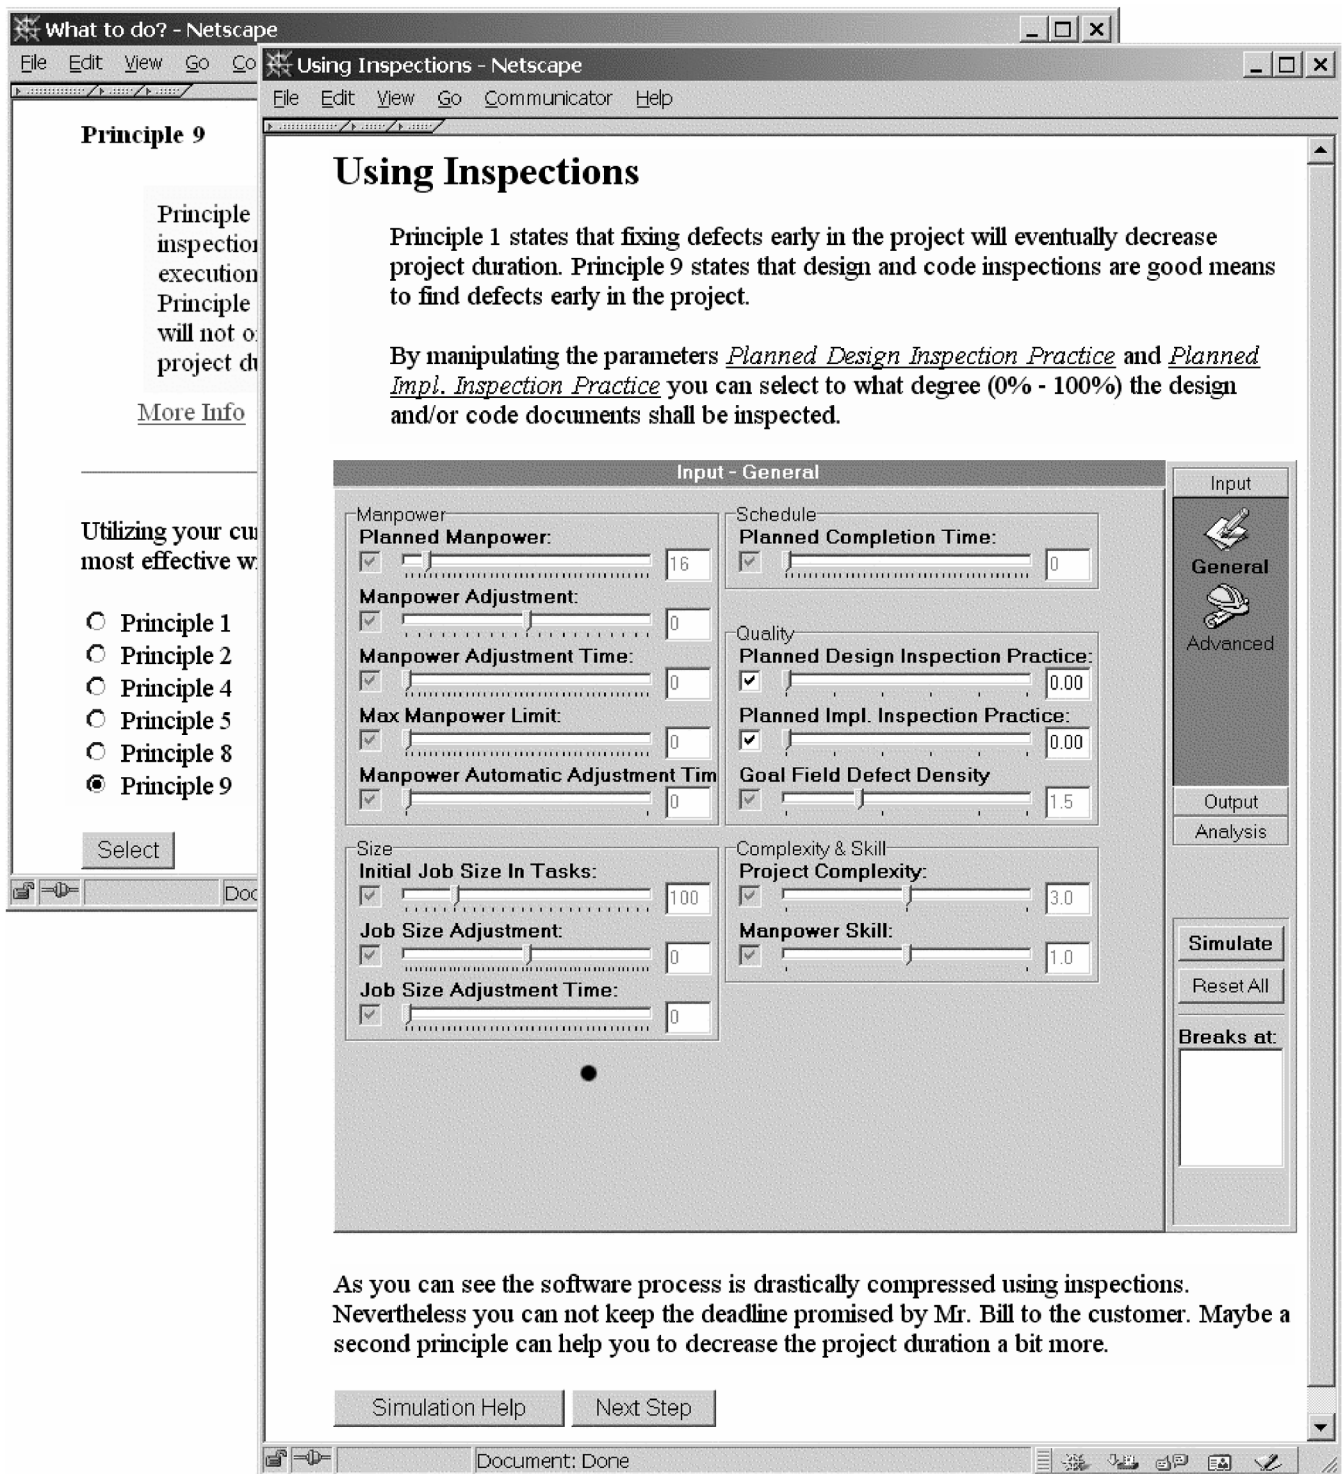 What to do? - Netscape
File Edit View Go Co
Principle 9
Principle
inspection
execution
Principle
will not o
project du
More Info
Utilizing your cu
most effective w
Principle 1
Principle 2
Principle 4
Principle 5
Principle 8
Principle 9
Select
Doc
Using Inspections - Netscape
File Edit View Go Communicator Help
Using Inspections
Principle 1 states that fixing defects early in the project will eventually decrease
project duration. Principle 9 states that design and code inspections are good means
to find defects early in the project.
By manipulating the parameters Planned Design Inspection Practice and Planned
Impl. Inspection Practice you can select to what degree (0% - 100%) the design
and/or code documents shall be inspected.
Input - General
Manpower
Planned Manpower:
16
Manpower Adjustment:
0
Manpower Adjustment Time:
0
Max Manpower Limit:
0
Manpower Automatic Adjustment Tim
0
Size
Initial Job Size In Tasks:
100
Job Size Adjustment:
0
Job Size Adjustment Time:
0
Schedule
Planned Completion Time:
0
Quality
Planned Design Inspection Practice:
0.00
Planned Impl. Inspection Practice:
0.00
Goal Field Defect Density
1.5
Complexity & Skill
Project Complexity:
3.0
Manpower Skill:
1.0
Input
General
Advanced
Output
Analysis
Simulate
Reset All
Breaks at:
As you can see the software process is drastically compressed using inspections.
Nevertheless you can not keep the deadline promised by Mr. Bill to the customer. Maybe a
second principle can help you to decrease the project duration a bit more.
Simulation Help Next Step
Document: Done